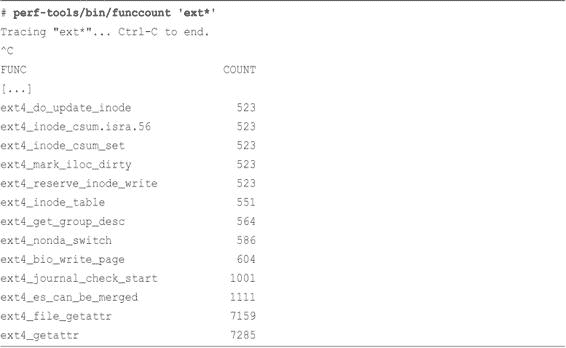 # perf-tools/bin/funccount 'ext*'
Tracing "ext*"... Ctrl-C to end.
^C
FUNC COUNT
[...]
ext4_do_update_inode 523
ext4_inode_csum.isra.56 523
ext4_inode_csum_set 523
ext4_mark_iloc_dirty 523
ext4_reserve_inode_write 523
ext4_inode_table 551
ext4_get_group_desc 564
ext4_nonda_switch 586
ext4_bio_write_page 604
ext4_journal_check_start 1001
ext4_es_can_be_merged 1111
ext4_file_getattr 7159
ext4_getattr 7285